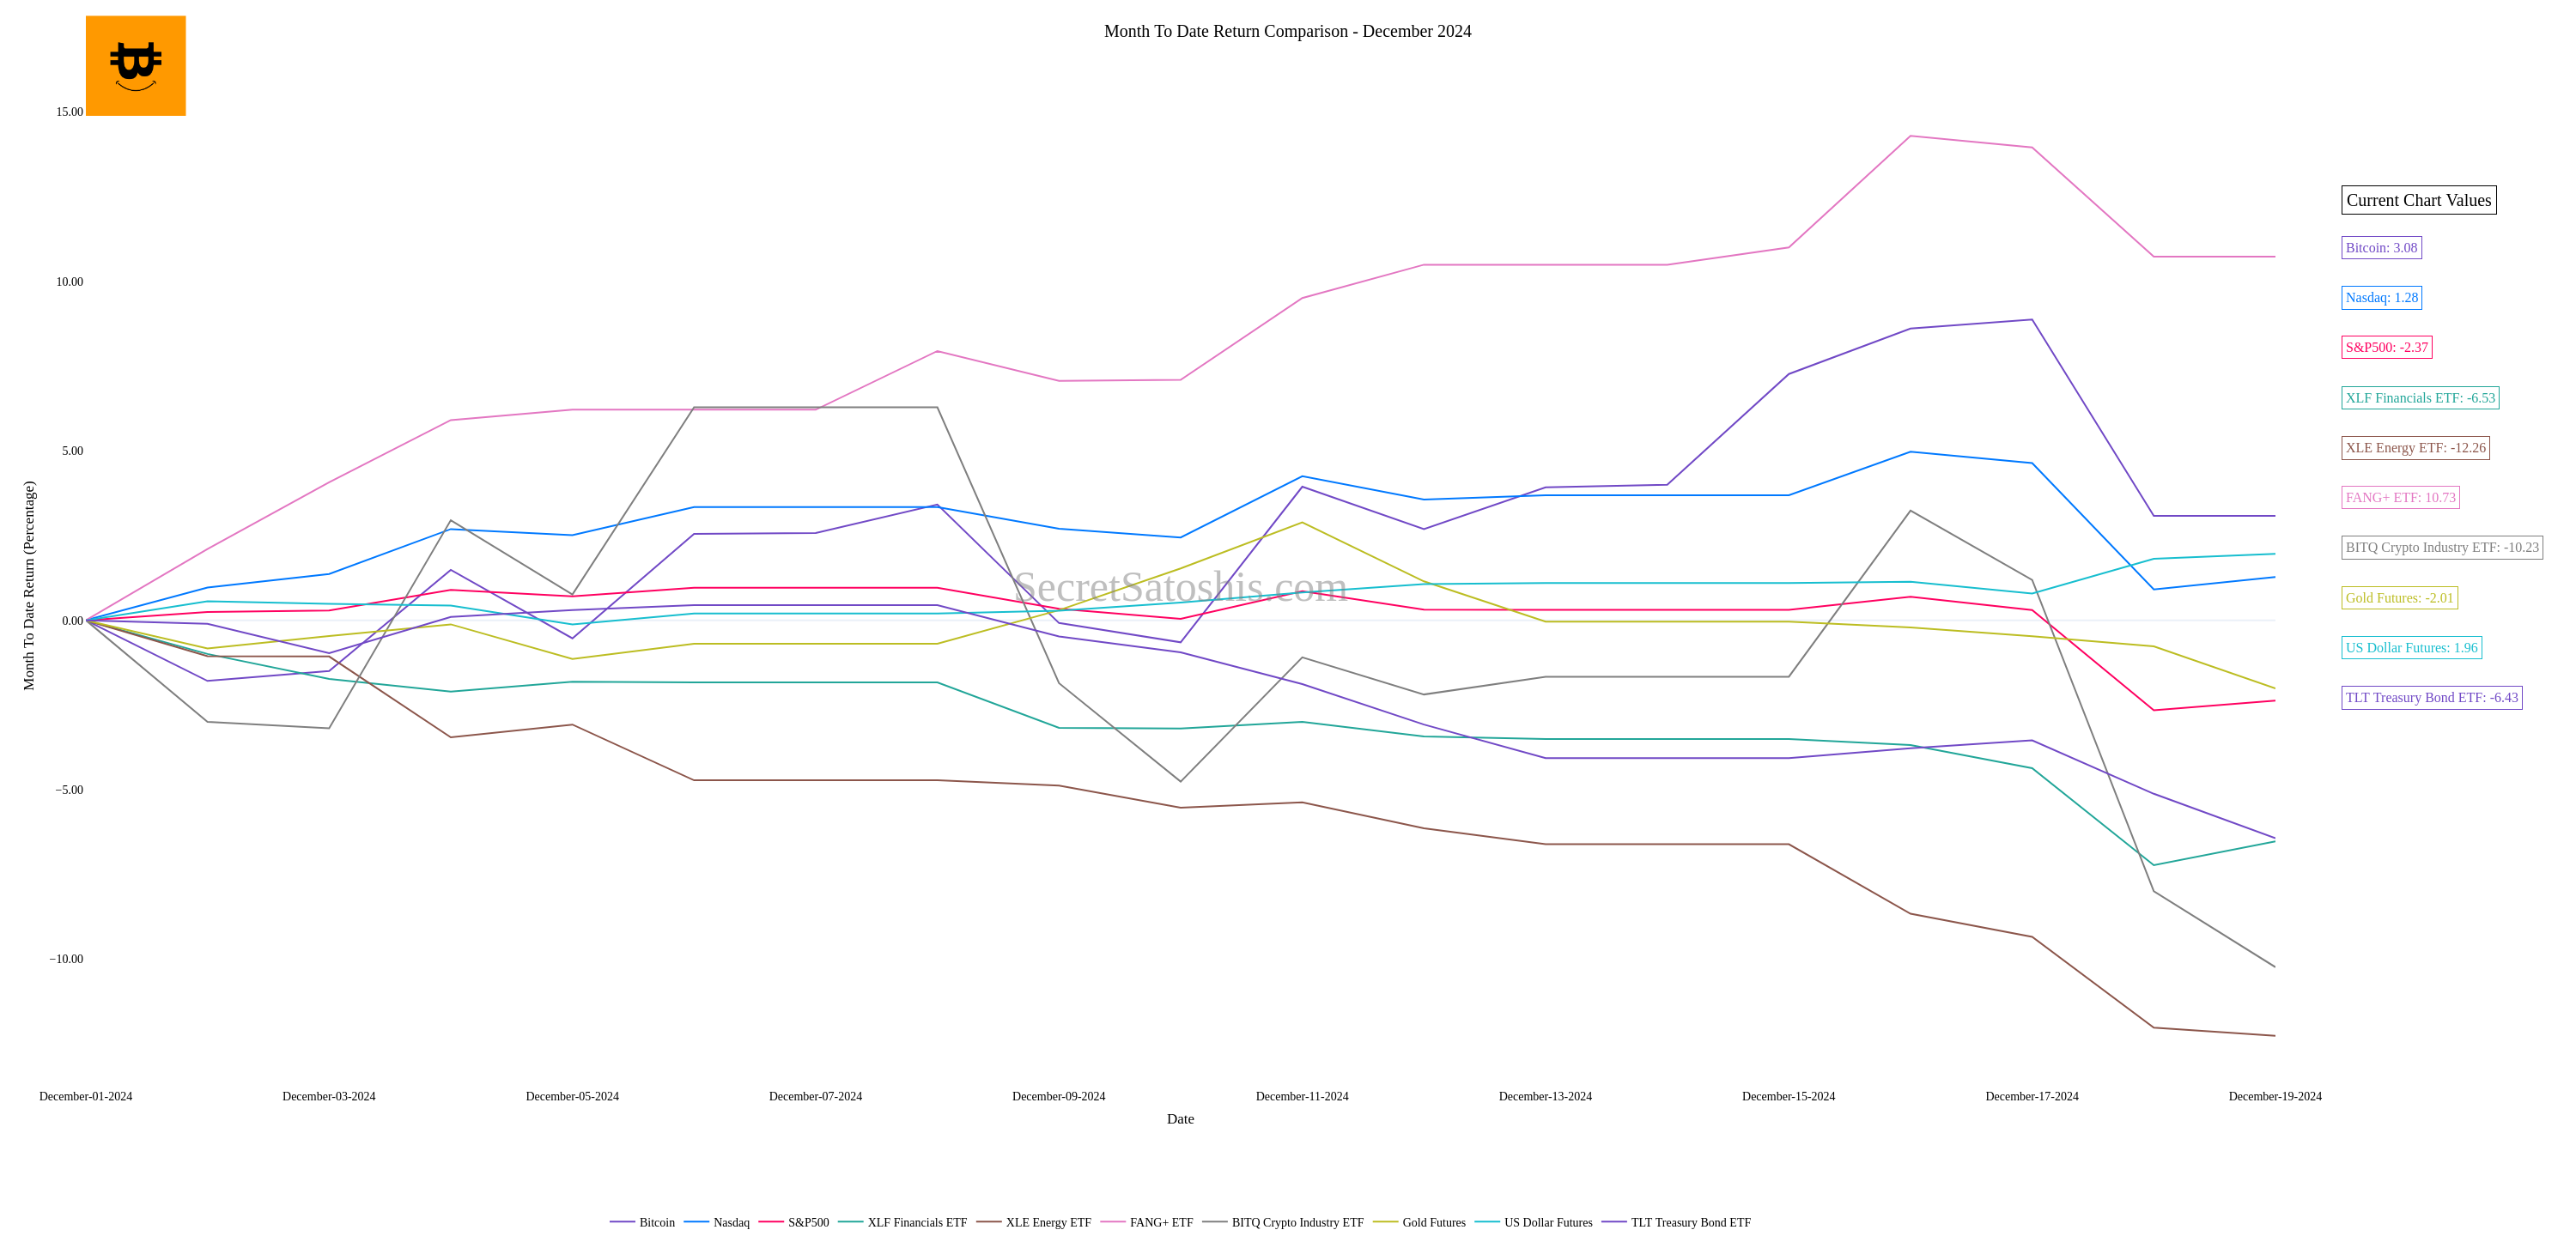 Month To Date Return Comparison - December 2024
15.00
10.00
5.00
0.00
−5.00
−10.00
Month To Date Return (Percentage)
SecretSatoshis.com
Current Chart Values
Bitcoin: 3.08
Nasdaq: 1.28
S&P500: -2.37
XLF Financials ETF: -6.53
XLE Energy ETF: -12.26
FANG+ ETF: 10.73
BITQ Crypto Industry ETF: -10.23
Gold Futures: -2.01
US Dollar Futures: 1.96
TLT Treasury Bond ETF: -6.43
December-01-2024 December-03-2024 December-05-2024 December-07-2024 December-09-2024 December-11-2024 December-13-2024 December-15-2024 December-17-2024 December-19-2024
Date
Bitcoin Nasdaq S&P500 XLF Financials ETF XLE Energy ETF FANG+ ETF BITQ Crypto Industry ETF Gold Futures US Dollar Futures TLT Treasury Bond ETF